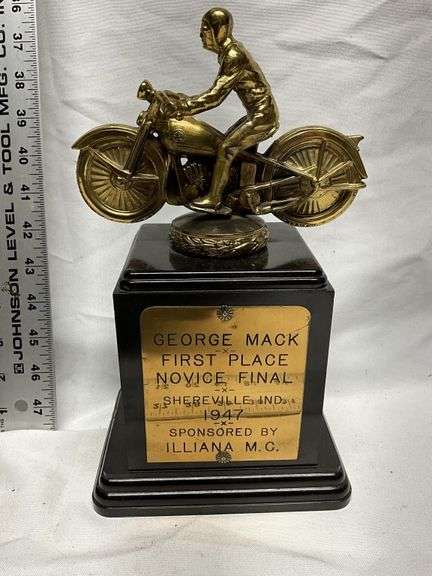 JOHNSON LEVEL & TOOL MFG. CO. IN
36
37
38
39
40
41
42
43
44
45
46
47
GEORGE MACK
FIRST PLACE
NOVICE FINAL
SHEREVILLE, IND.
1947
SPONSORED BY
ILLIANA M.C.